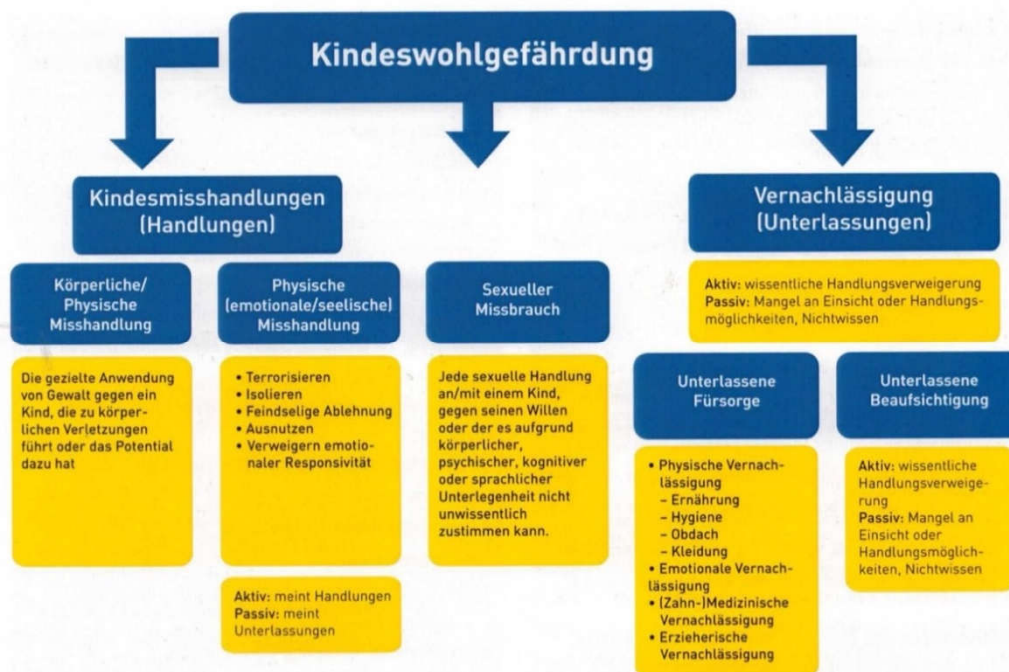 Kindeswohlgefährdung
Kindesmisshandlungen
(Handlungen)
Körperliche/
Physische
Misshandlung
Die gezielte Anwendung
von Gewalt gegen ein
Kind, die zu körper-
lichen Verletzungen
führt oder das Potential
dazu hat
Physische
(emotionale/seelische)
Misshandlung
• Terrorisieren
• Isolieren
• Feindselige Ablehnung
• Ausnutzen
• Verweigern emotio-
naler Responsivität
Aktiv: meint Handlungen
Passiv: meint
Unterlassungen
Sexueller
Missbrauch
Jede sexuelle Handlung
an/mit einem Kind,
gegen seinen Willen
oder der es aufgrund
körperlicher,
psychischer, kognitiver
oder sprachlicher
Unterlegenheit nicht
unwissentlich
zustimmen kann.
Vernachlässigung
(Unterlassungen)
Aktiv: wissentliche Handlungsverweigerung
Passiv: Mangel an Einsicht oder Handlungs-
möglichkeiten, Nichtwissen
Unterlassene
Fürsorge
• Physische Vernach-
lässigung
– Ernährung
– Hygiene
– Obdach
– Kleidung
• Emotionale Vernach-
lässigung
• (Zahn-)Medizinische
Vernachlässigung
• Erzieherische
Vernachlässigung
Unterlassene
Beaufsichtigung
Aktiv: wissentliche
Handlungsverweige-
rung
Passiv: Mangel an
Einsicht oder
Handlungsmöglich-
keiten, Nichtwissen